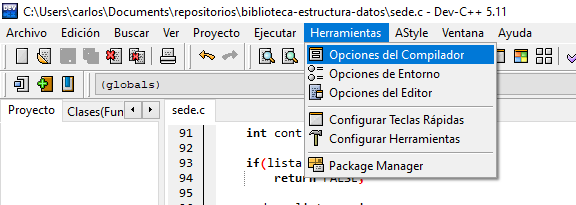 C:\Users\carlos\Documents\repositorios\biblioteca-estructura-datos\sede.c - Dev-C++ 5.11
Archivo Edición Buscar Ver Proyecto Ejecutar Herramientas AStyle Ventana Ayuda
Opciones del Compilador
Opciones de Entorno
Opciones del Editor
Configurar Teclas Rápidas
Configurar Herramientas
Package Manager
(globals)
Proyecto Clases(Fun
sede.c
91 int cont
92
93 if(lista
94 return FALSE;
95